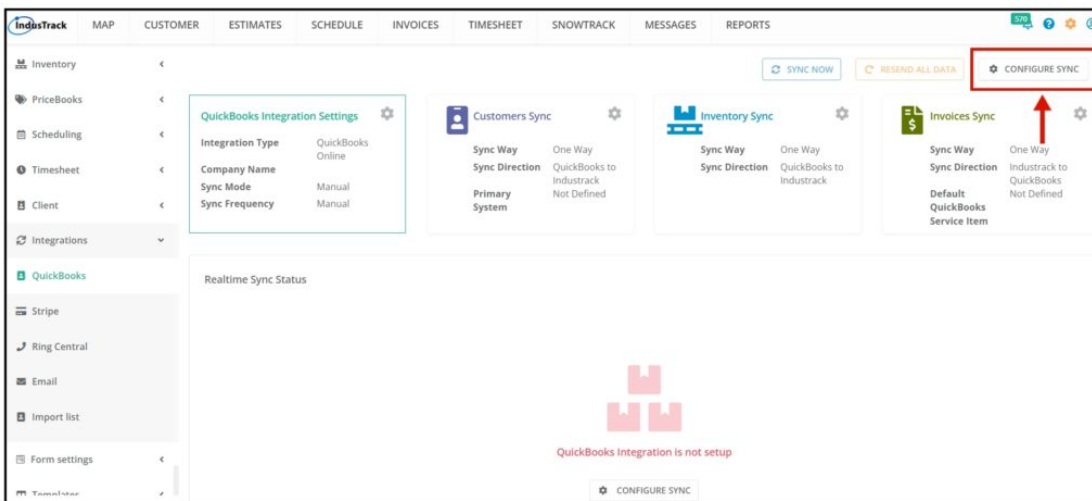 IndusTrack MAP CUSTOMER ESTIMATES SCHEDULE INVOICES TIMESHEET SNOWTRACK MESSAGES REPORTS 570
Inventory
PriceBooks
Scheduling
Timesheet
Client
Integrations
QuickBooks
Stripe
Ring Central
Email
Import list
Form settings
Templates
SYNC NOW RESEND ALL DATA CONFIGURE SYNC
QuickBooks Integration Settings
Integration Type QuickBooks
Online
Company Name
Sync Mode Manual
Sync Frequency Manual
Customers Sync
Sync Way One Way
Sync Direction QuickBooks to
Industrack
Primary Not Defined
System
Inventory Sync
Sync Way One Way
Sync Direction QuickBooks to
Industrack
Invoices Sync
Sync Way One Way
Sync Direction Industrack to
QuickBooks
Default Not Defined
QuickBooks
Service Item
Realtime Sync Status
QuickBooks Integration is not setup
CONFIGURE SYNC